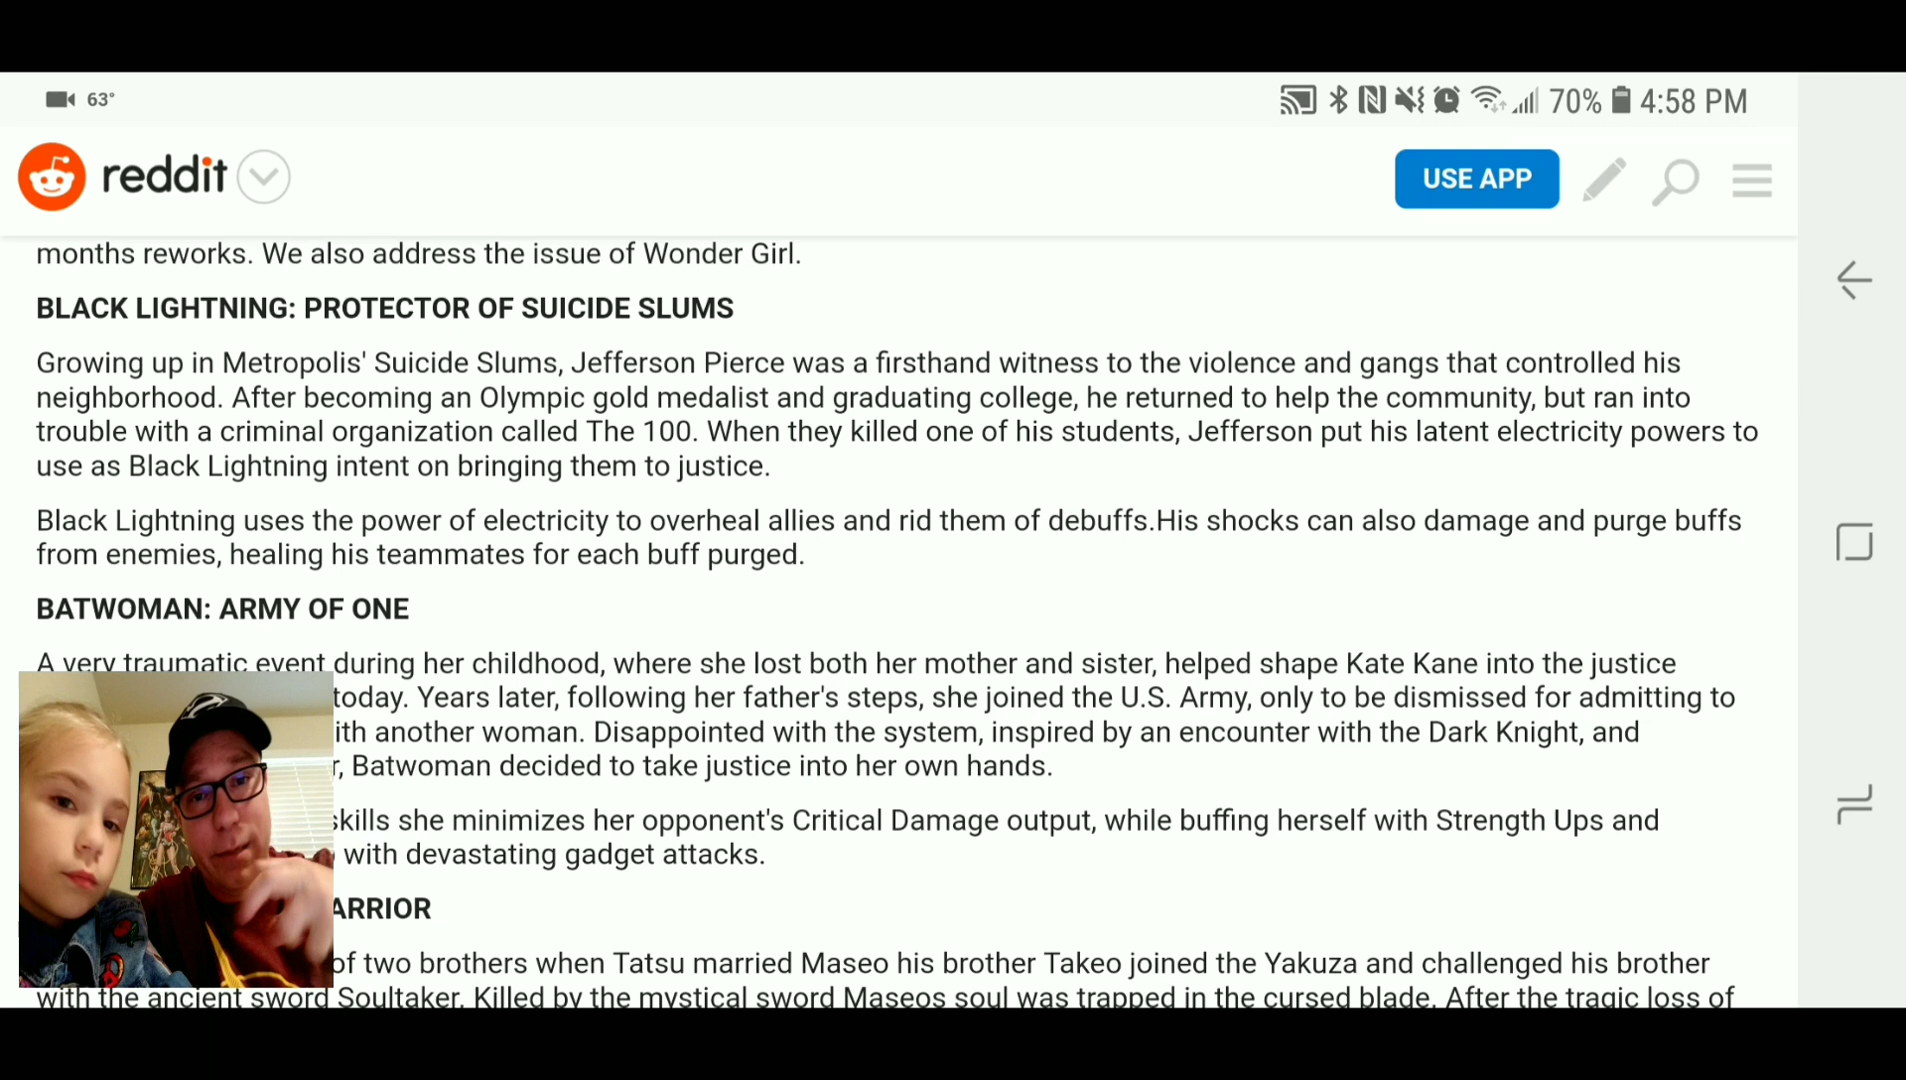 63°
70% 4:58 PM
reddit
USE APP
months reworks. We also address the issue of Wonder Girl.
BLACK LIGHTNING: PROTECTOR OF SUICIDE SLUMS
Growing up in Metropolis' Suicide Slums, Jefferson Pierce was a firsthand witness to the violence and gangs that controlled his
neighborhood. After becoming an Olympic gold medalist and graduating college, he returned to help the community, but ran into
trouble with a criminal organization called The 100. When they killed one of his students, Jefferson put his latent electricity powers to
use as Black Lightning intent on bringing them to justice.
Black Lightning uses the power of electricity to overheal allies and rid them of debuffs.His shocks can also damage and purge buffs
from enemies, healing his teammates for each buff purged.
BATWOMAN: ARMY OF ONE
A very traumatic event during her childhood, where she lost both her mother and sister, helped shape Kate Kane into the justice
today. Years later, following her father's steps, she joined the U.S. Army, only to be dismissed for admitting to
ith another woman. Disappointed with the system, inspired by an encounter with the Dark Knight, and
r, Batwoman decided to take justice into her own hands.
skills she minimizes her opponent's Critical Damage output, while buffing herself with Strength Ups and
with devastating gadget attacks.
ARRIOR
of two brothers when Tatsu married Maseo his brother Takeo joined the Yakuza and challenged his brother
with the ancient sword Soultaker. Killed by the mystical sword Maseos soul was trapped in the cursed blade. After the tragic loss of